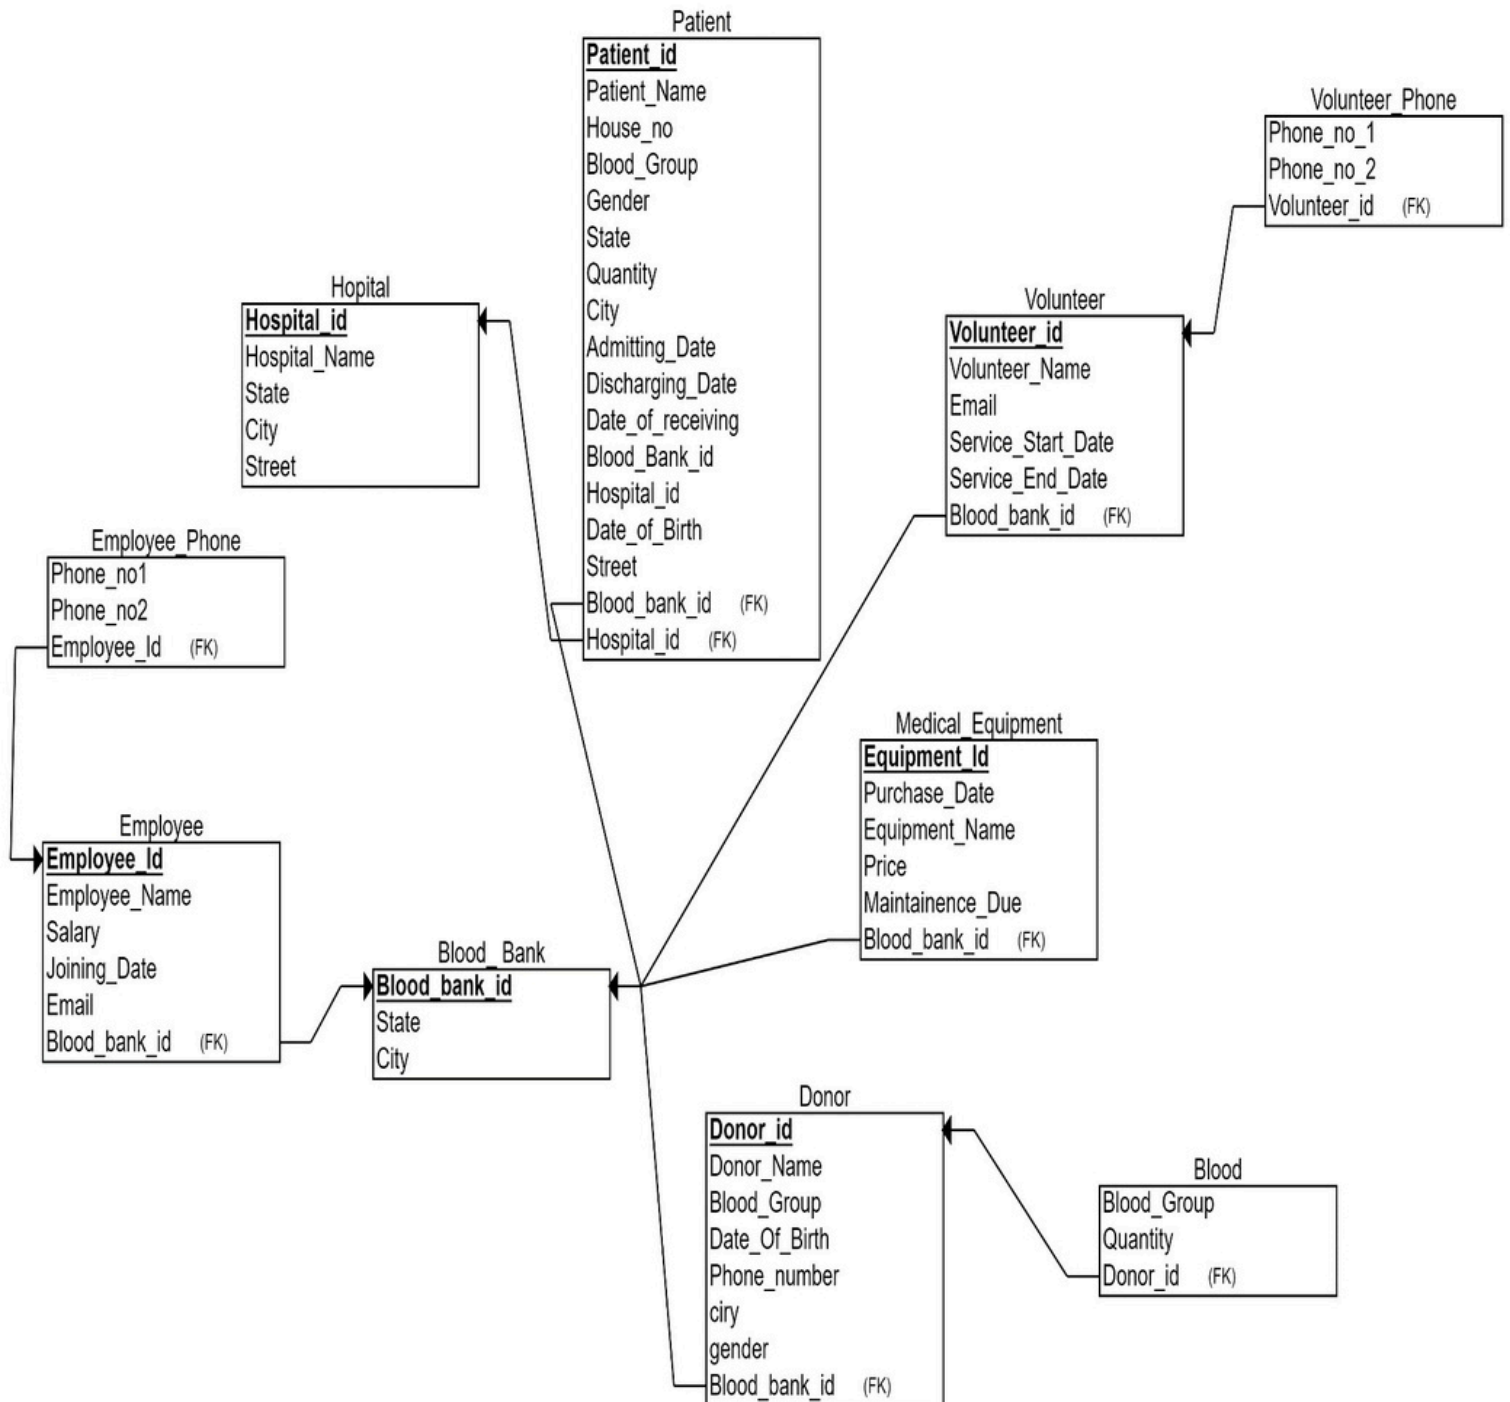 Patient
Patient_id
Patient_Name
House_no
Blood_Group
Gender
State
Quantity
City
Admitting_Date
Discharging_Date
Date_of_receiving
Blood_Bank_id
Hospital_id
Date_of_Birth
Street
Blood_bank_id (FK)
Hospital_id (FK)
Volunteer_Phone
Phone_no_1
Phone_no_2
Volunteer_id (FK)
Hopital
Hospital_id
Hospital_Name
State
City
Street
Volunteer
Volunteer_id
Volunteer_Name
Email
Service_Start_Date
Service_End_Date
Blood_bank_id (FK)
Employee_Phone
Phone_no1
Phone_no2
Employee_Id (FK)
Medical_Equipment
Equipment_Id
Purchase_Date
Equipment_Name
Price
Maintainence_Due
Blood_bank_id (FK)
Employee
Employee_Id
Employee_Name
Salary
Joining_Date
Email
Blood_bank_id (FK)
Blood_ Bank
Blood_bank_id
State
City
Donor
Donor_id
Donor_Name
Blood_Group
Date_Of_Birth
Phone_number
ciry
gender
Blood_bank_id (FK)
Blood
Blood_Group
Quantity
Donor_id (FK)